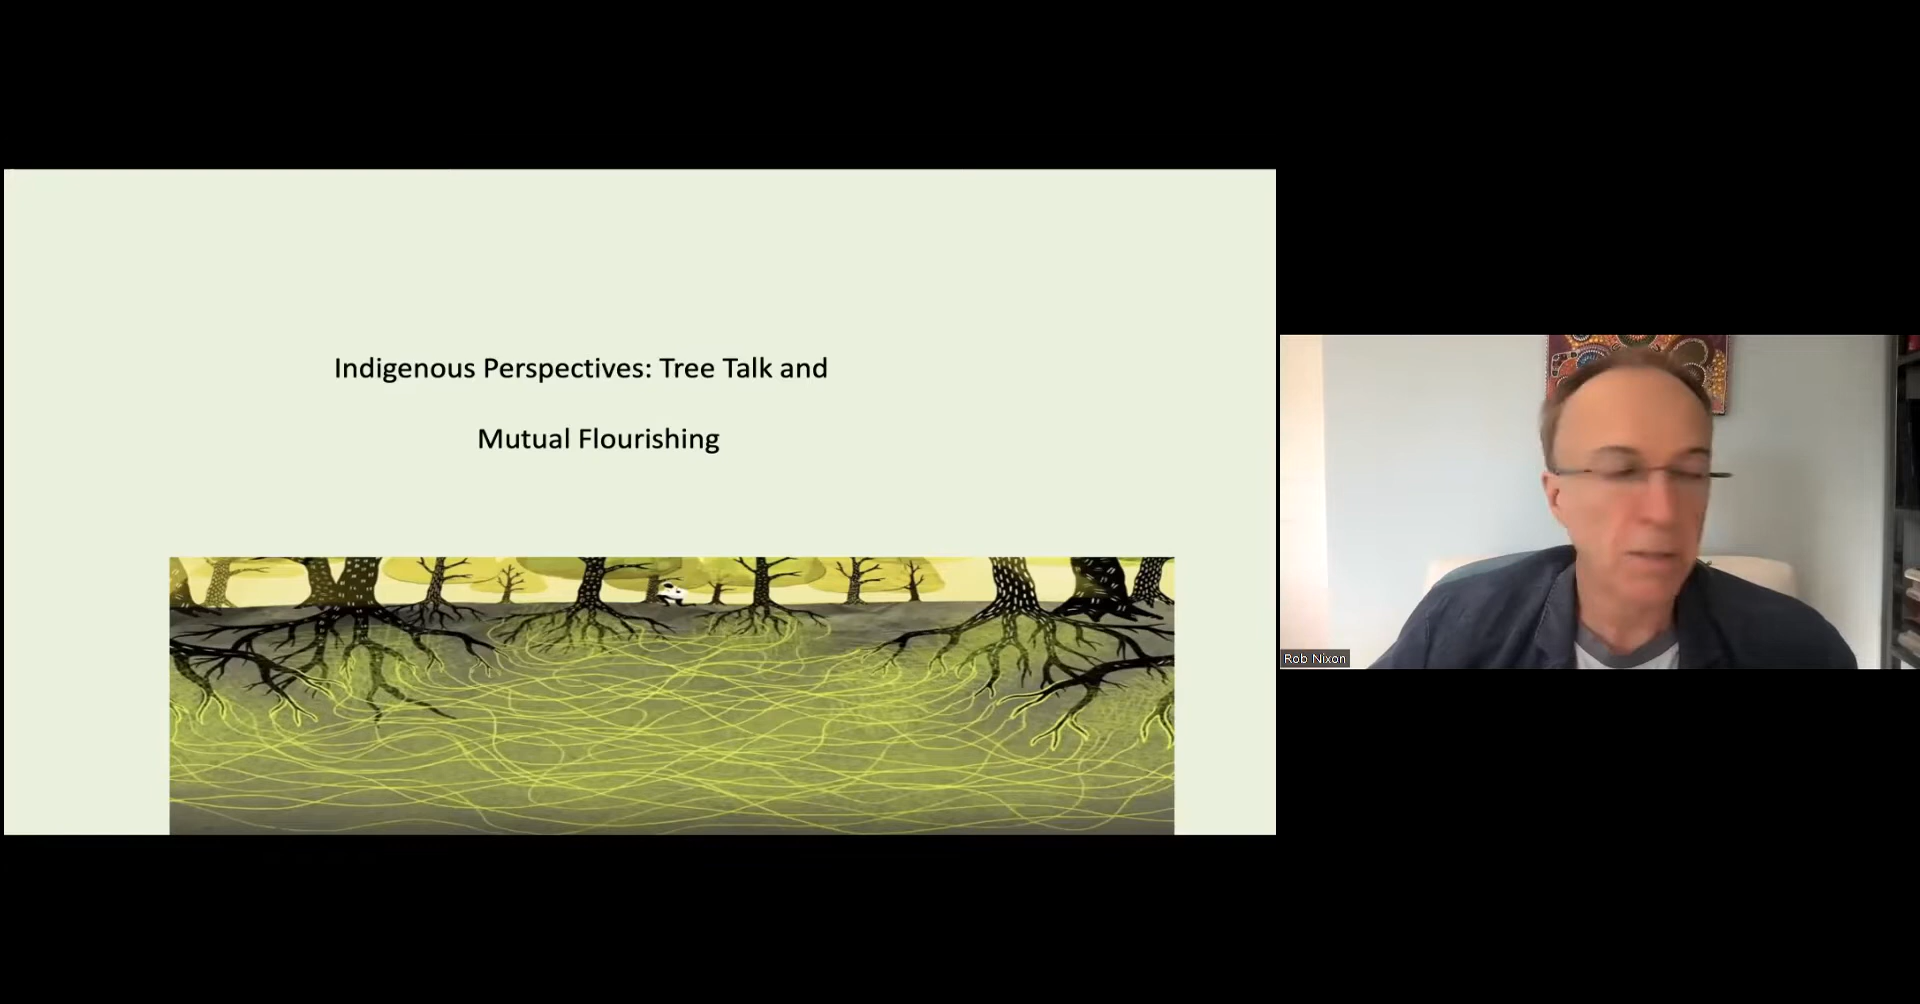 Indigenous Perspectives: Tree Talk and
Mutual Flourishing
Rob Nixon